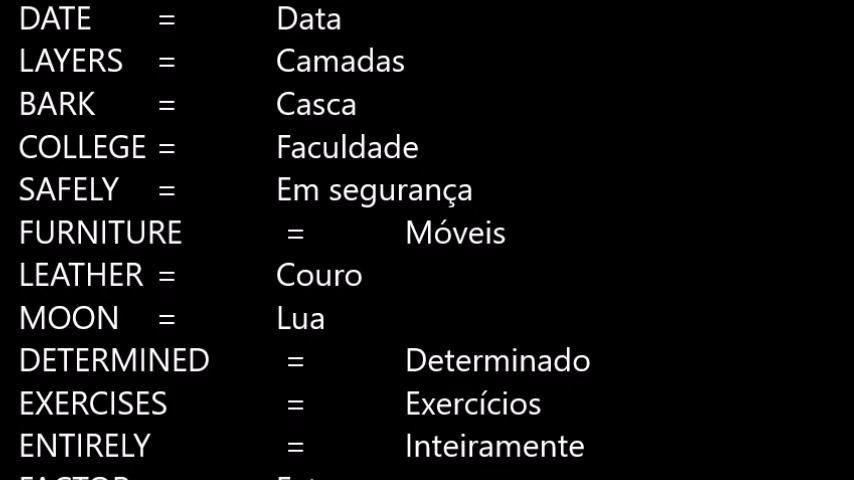 DATE = Data
LAYERS = Camadas
BARK = Casca
COLLEGE = Faculdade
SAFELY = Em segurança
FURNITURE = Móveis
LEATHER = Couro
MOON = Lua
DETERMINED = Determinado
EXERCISES = Exercícios
ENTIRELY = Inteiramente